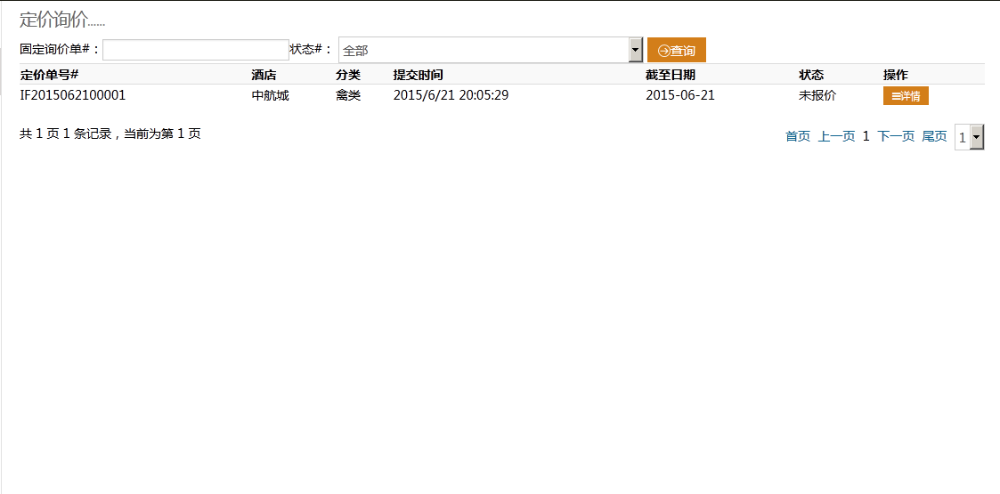 定价询价......
固定询价单#： 状态#： 全部 查询
定价单号# 酒店 分类 提交时间 截至日期 状态 操作
IF2015062100001 中航城 禽类 2015/6/21 20:05:29 2015-06-21 未报价 详情
共 1 页 1 条记录，当前为第 1 页 首页 上一页 1 下一页 尾页 1